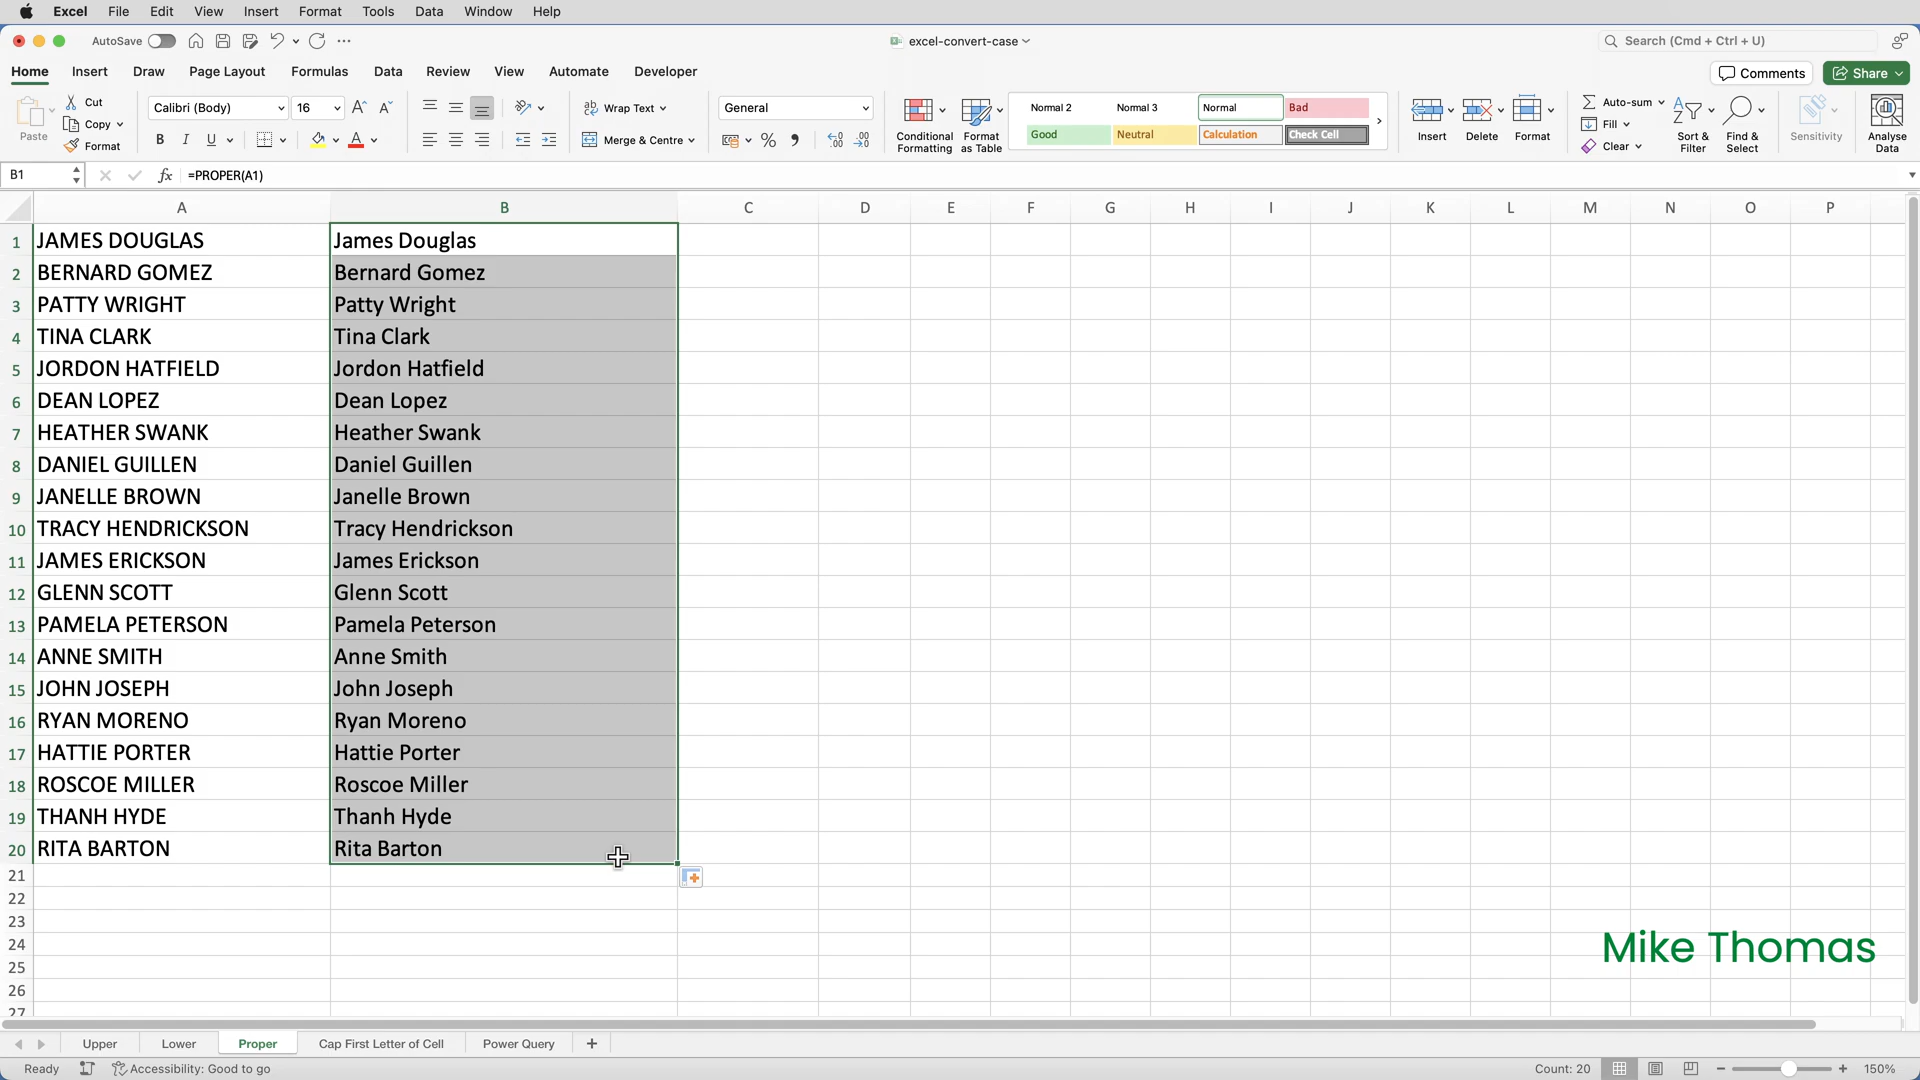 Excel File Edit View Insert Format Tools Data Window Help
AutoSave excel-convert-case Search (Cmd + Ctrl + U)
Home Insert Draw Page Layout Formulas Data Review View Automate Developer Comments Share
Paste Cut Copy Format
Calibri (Body) 16
B I U A
Wrap Text
Merge & Centre
General
Conditional Formatting
Format as Table
Normal 2 Normal 3 Normal Bad
Good Neutral Calculation Check Cell
Insert Delete Format
Auto-sum
Fill
Clear
Sort & Filter
Find & Select
Sensitivity
Analyse Data
B1 fx =PROPER(A1)
A B C D E F G H I J K L M N O P
1 JAMES DOUGLAS James Douglas
2 BERNARD GOMEZ Bernard Gomez
3 PATTY WRIGHT Patty Wright
4 TINA CLARK Tina Clark
5 JORDON HATFIELD Jordon Hatfield
6 DEAN LOPEZ Dean Lopez
7 HEATHER SWANK Heather Swank
8 DANIEL GUILLEN Daniel Guillen
9 JANELLE BROWN Janelle Brown
10 TRACY HENDRICKSON Tracy Hendrickson
11 JAMES ERICKSON James Erickson
12 GLENN SCOTT Glenn Scott
13 PAMELA PETERSON Pamela Peterson
14 ANNE SMITH Anne Smith
15 JOHN JOSEPH John Joseph
16 RYAN MORENO Ryan Moreno
17 HATTIE PORTER Hattie Porter
18 ROSCOE MILLER Roscoe Miller
19 THANH HYDE Thanh Hyde
20 RITA BARTON Rita Barton
21
22
23
24
25
26
27
Mike Thomas
Upper Lower Proper Cap First Letter of Cell Power Query
Ready Accessibility: Good to go Count: 20 150%